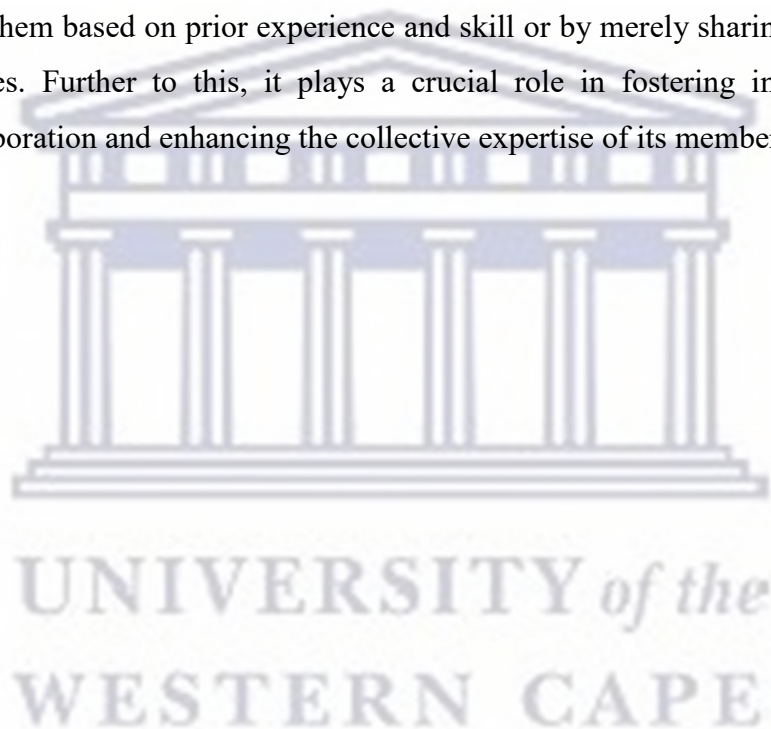 hem based on prior experience and skill or by merely sharin
es. Further to this, it plays a crucial role in fostering in
boration and enhancing the collective expertise of its member
UNIVERSITY of the
WESTERN CAPE